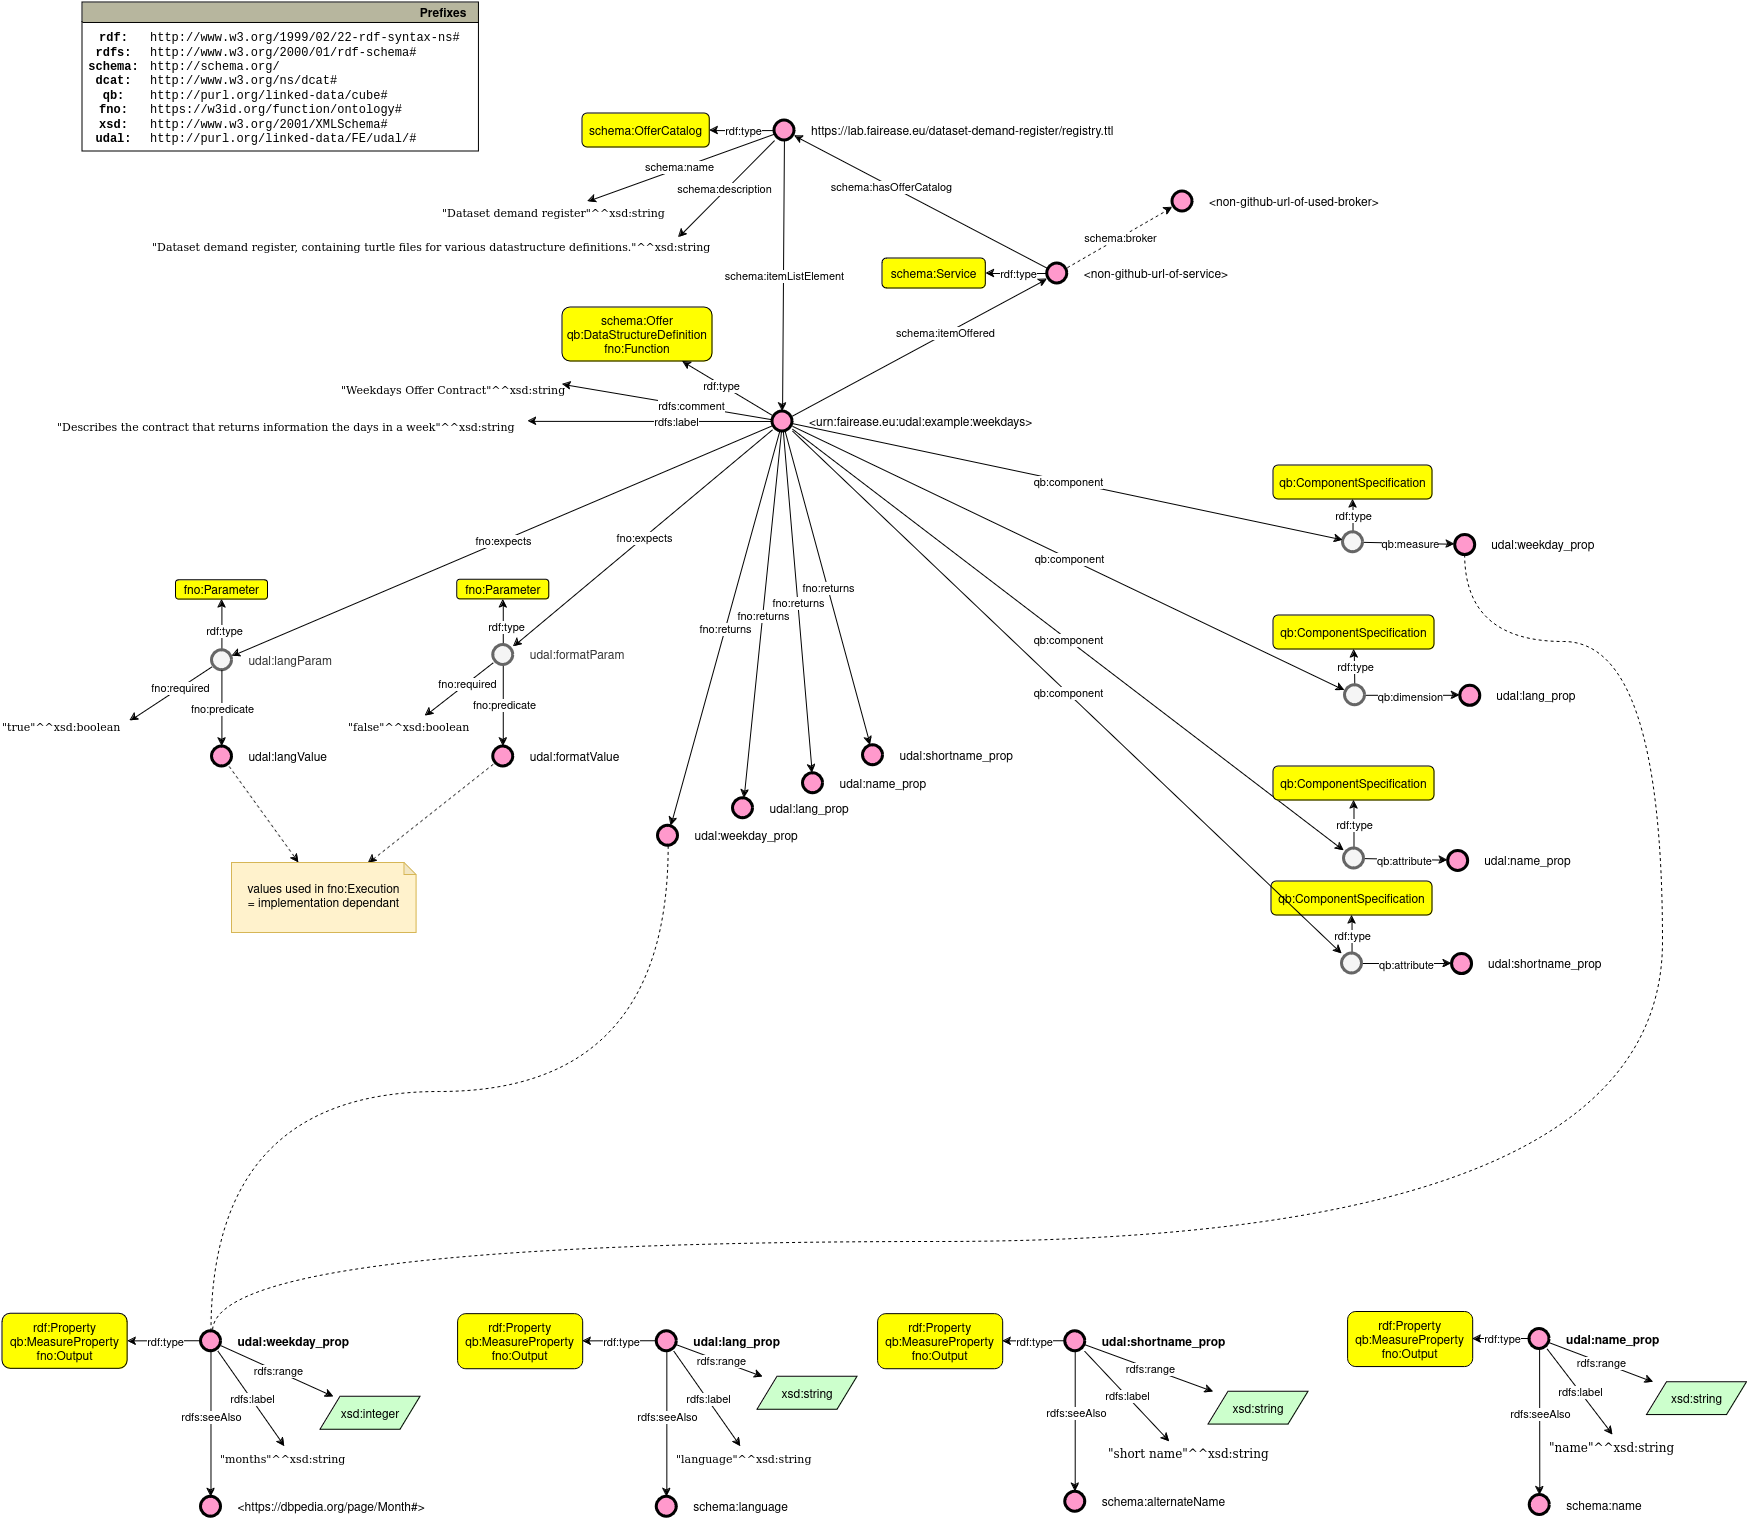 Prefixes
rdf: http://www.w3.org/1999/02/22-rdf-syntax-ns#
rdfs: http://www.w3.org/2000/01/rdf-schema#
schema: http://schema.org/
dcat: http://www.w3.org/ns/dcat#
qb: http://purl.org/linked-data/cube#
fno: https://w3id.org/function/ontology#
xsd: http://www.w3.org/2001/XMLSchema#
udal: http://purl.org/linked-data/FE/udal/#
schema:OfferCatalog
rdf:type
https://lab.fairease.eu/dataset-demand-register/registry.ttl
schema:name
schema:description
schema:hasOfferCatalog
"Dataset demand register"^^xsd:string
<non-github-url-of-used-broker>
schema:broker
"Dataset demand register, containing turtle files for various datastructure definitions."^^xsd:string
schema:itemListElement
schema:Service
rdf:type
<non-github-url-of-service>
schema:Offer
qb:DataStructureDefinition
fno:Function
schema:itemOffered
rdf:type
"Weekdays Offer Contract"^^xsd:string
rdfs:comment
"Describes the contract that returns information the days in a week"^^xsd:string
rdfs:label
<urn:fairease.eu:udal:example:weekdays>
qb:component
qb:ComponentSpecification
rdf:type
qb:measure
udal:weekday_prop
fno:expects
fno:expects
qb:component
fno:Parameter
fno:Parameter
fno:returns
fno:returns
fno:returns
fno:returns
rdf:type
rdf:type
udal:langParam
udal:formatParam
qb:component
qb:ComponentSpecification
rdf:type
fno:required
fno:required
qb:component
qb:dimension
udal:lang_prop
fno:predicate
fno:predicate
"true"^^xsd:boolean
"false"^^xsd:boolean
udal:langValue
udal:formatValue
udal:shortname_prop
udal:name_prop
udal:lang_prop
udal:weekday_prop
qb:ComponentSpecification
rdf:type
qb:attribute
udal:name_prop
values used in fno:Execution
= implementation dependant
qb:ComponentSpecification
rdf:type
qb:attribute
udal:shortname_prop
rdf:Property
qb:MeasureProperty
fno:Output
rdf:type
udal:weekday_prop
rdfs:range
xsd:integer
rdfs:label
rdfs:seeAlso
"months"^^xsd:string
<https://dbpedia.org/page/Month#>
rdf:Property
qb:MeasureProperty
fno:Output
rdf:type
udal:lang_prop
rdfs:range
xsd:string
rdfs:label
rdfs:seeAlso
"language"^^xsd:string
schema:language
rdf:Property
qb:MeasureProperty
fno:Output
rdf:type
udal:shortname_prop
rdfs:range
xsd:string
rdfs:label
rdfs:seeAlso
"short name"^^xsd:string
schema:alternateName
rdf:Property
qb:MeasureProperty
fno:Output
rdf:type
udal:name_prop
rdfs:range
xsd:string
rdfs:label
rdfs:seeAlso
"name"^^xsd:string
schema:name